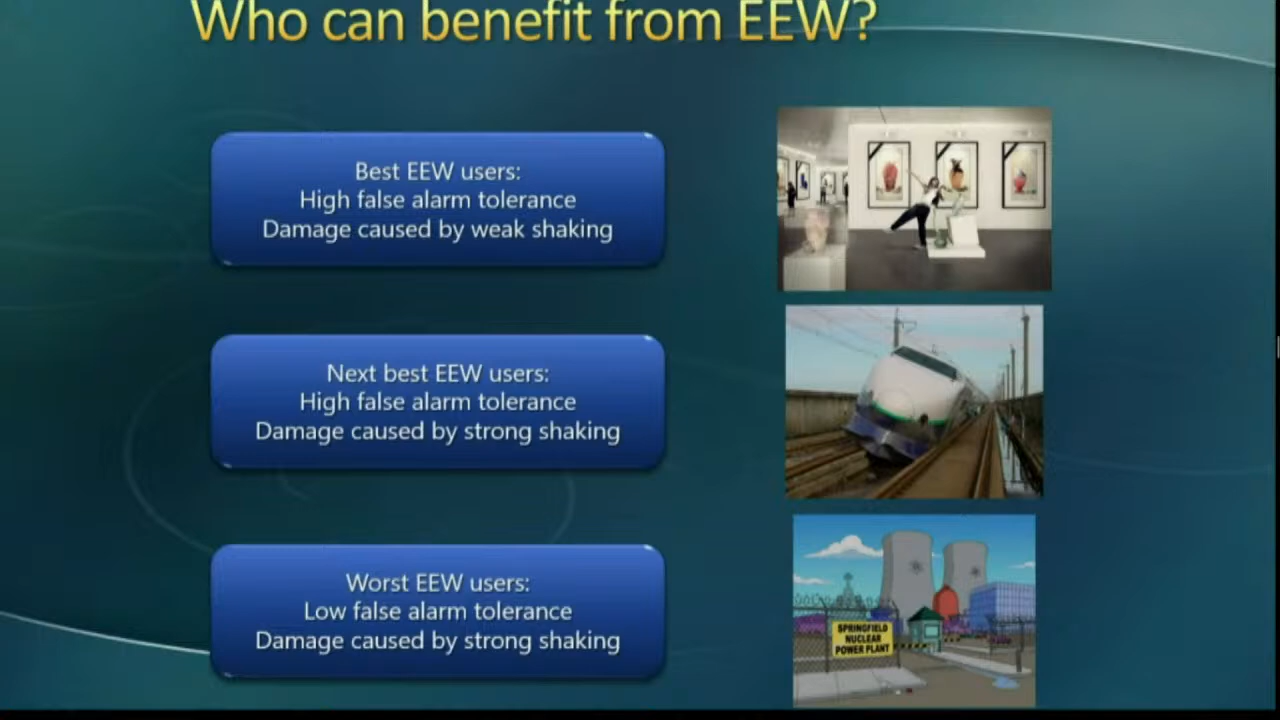 Who can benefit from EEW?
Best EEW users:
High false alarm tolerance
Damage caused by weak shaking
Next best EEW users:
High false alarm tolerance
Damage caused by strong shaking
Worst EEW users:
Low false alarm tolerance
Damage caused by strong shaking
SPRINGFIELD
NUCLEAR
POWER PLANT